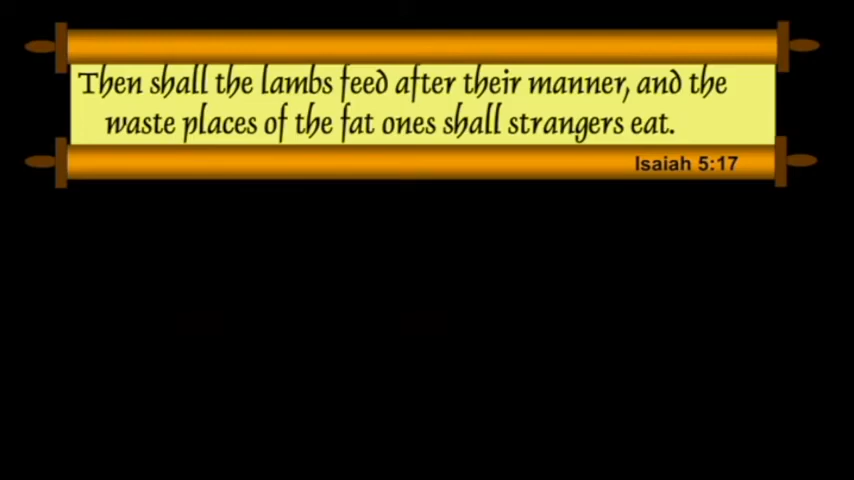 Then shall the lambs feed after their manner, and the
waste places of the fat ones shall strangers eat.
Isaiah 5:17